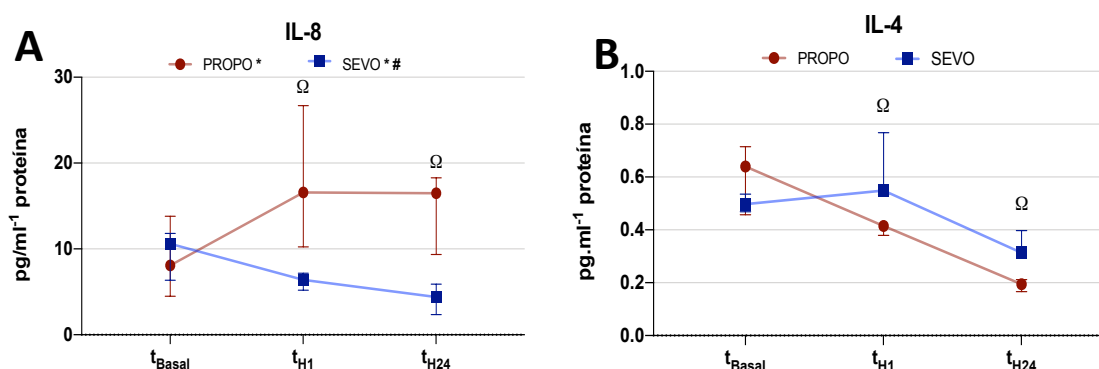 A
IL-8
PROPO *
SEVO * #
30
20
10
0
pg/ml-1 proteína
Ω
Ω
tBasal
tH1
tH24
B
IL-4
PROPO
SEVO
1.0
0.8
0.6
0.4
0.2
0.0
pg.ml-1 proteína
Ω
Ω
tBasal
tH1
tH24